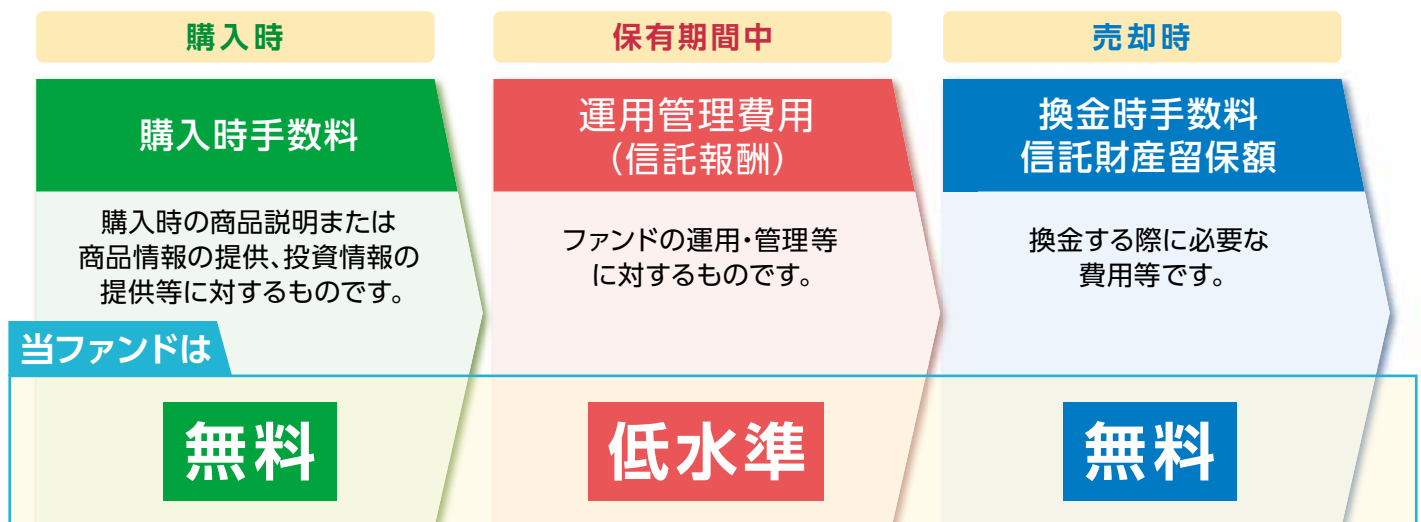 購入時
購入時手数料
購入時の商品説明または
商品情報の提供、投資情報の
提供等に対するものです。
保有期間中
運用管理費用
(信託報酬)
ファンドの運用・管理等
に対するものです。
売却時
換金時手数料
信託財産留保額
換金する際に必要な
費用等です。
当ファンドは
無料
低水準
無料